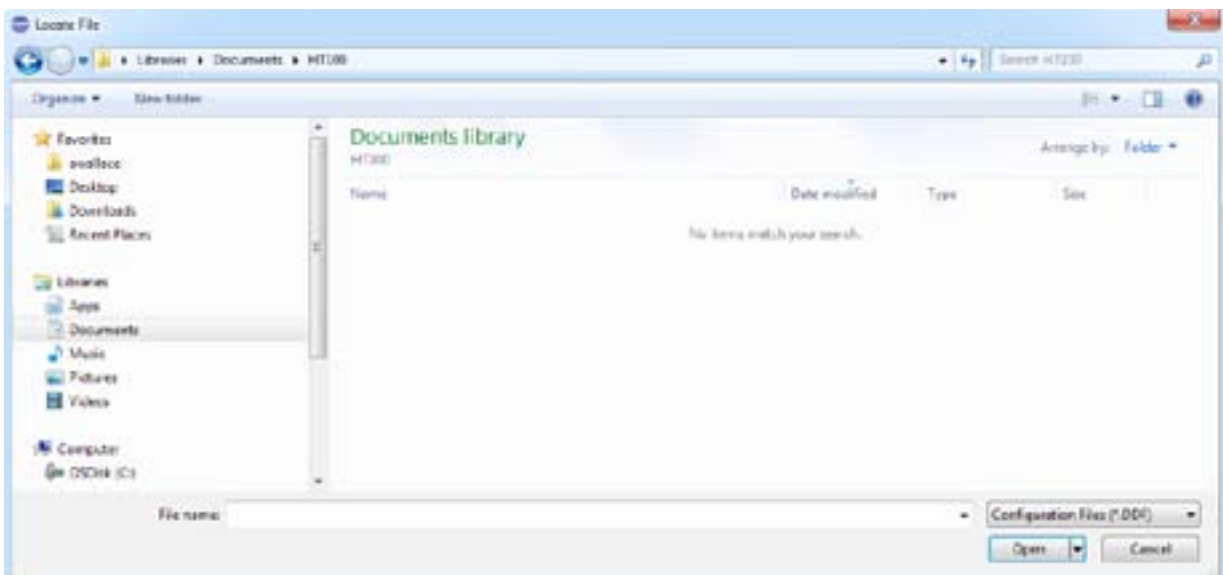 Locate File
Libraries ▸ Documents ▸
Search
Organize New folder
Favorites
Desktop
Downloads
Recent Places
Libraries
Apps
Documents
Music
Pictures
Videos
Computer
OSDisk (C:)
Documents library
Arrange by: Folder
Name Date modified Type Size
No items match your search.
File name:
Configuration Files
Open Cancel